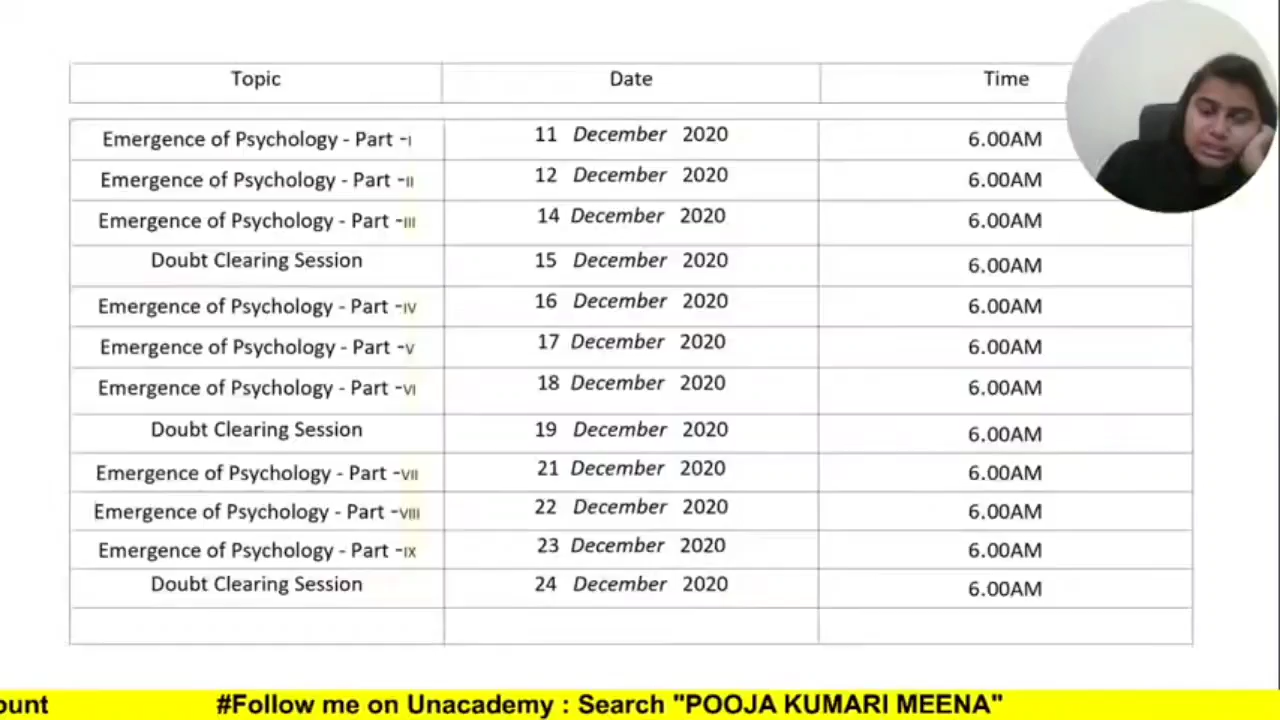 Topic Date Time
Emergence of Psychology - Part -I 11 December 2020 6.00AM
Emergence of Psychology - Part -II 12 December 2020 6.00AM
Emergence of Psychology - Part -III 14 December 2020 6.00AM
Doubt Clearing Session 15 December 2020 6.00AM
Emergence of Psychology - Part -IV 16 December 2020 6.00AM
Emergence of Psychology - Part -V 17 December 2020 6.00AM
Emergence of Psychology - Part -VI 18 December 2020 6.00AM
Doubt Clearing Session 19 December 2020 6.00AM
Emergence of Psychology - Part -VII 21 December 2020 6.00AM
Emergence of Psychology - Part -VIII 22 December 2020 6.00AM
Emergence of Psychology - Part -IX 23 December 2020 6.00AM
Doubt Clearing Session 24 December 2020 6.00AM
ount #Follow me on Unacademy : Search "POOJA KUMARI MEENA"